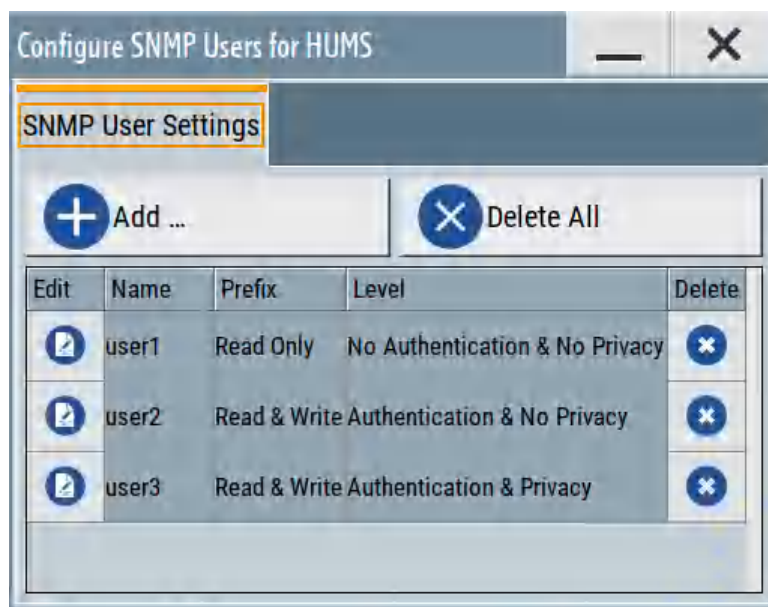 Configure SNMP Users for HUMS
SNMP User Settings
Add ...
Delete All
Edit Name Prefix Level Delete
user1 Read Only No Authentication & No Privacy
user2 Read & Write Authentication & No Privacy
user3 Read & Write Authentication & Privacy